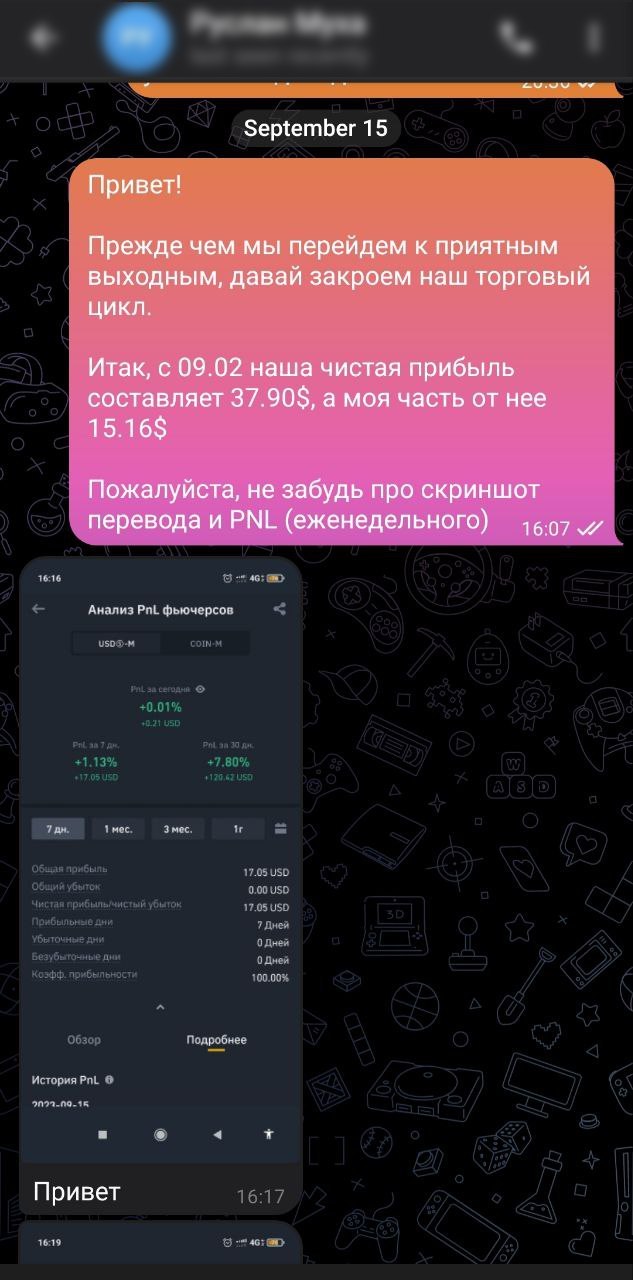 September 15
Привет!
Прежде чем мы перейдем к приятным
выходным, давай закроем наш торговый
цикл.
Итак, с 09.02 наша чистая прибыль
составляет 37.90$, а моя часть от нее
15.16$
Пожалуйста, не забудь про скриншот
перевода и PNL (еженедельного) 16:07
16:16 4G
Анализ PnL фьючерсов
USDⓈ-M COIN-M
PnL за сегодня
+0.01%
+0.21 USD
PnL за 7 дн. PnL за 30 дн.
+1.13% +7.80%
+17.05 USD +120.42 USD
7 дн. 1 мес. 3 мес. 1г
Общая прибыль 17.05 USD
Общий убыток 0.00 USD
Чистая прибыль/чистый убыток 17.05 USD
Прибыльные дни 7 Дней
Убыточные дни 0 Дней
Безубыточные дни 0 Дней
Коэфф. прибыльности 100.00%
Обзор Подробнее
История PnL
2023-09-15
Привет 16:17
16:19 4G
W
A S D
3D